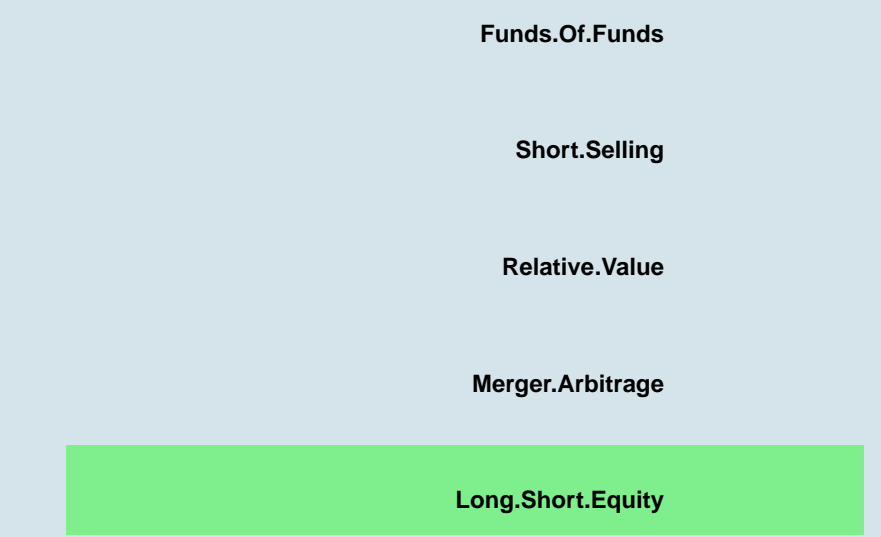 Funds.Of.Funds
Short.Selling
Relative.Value
Merger.Arbitrage
Long.Short.Equity